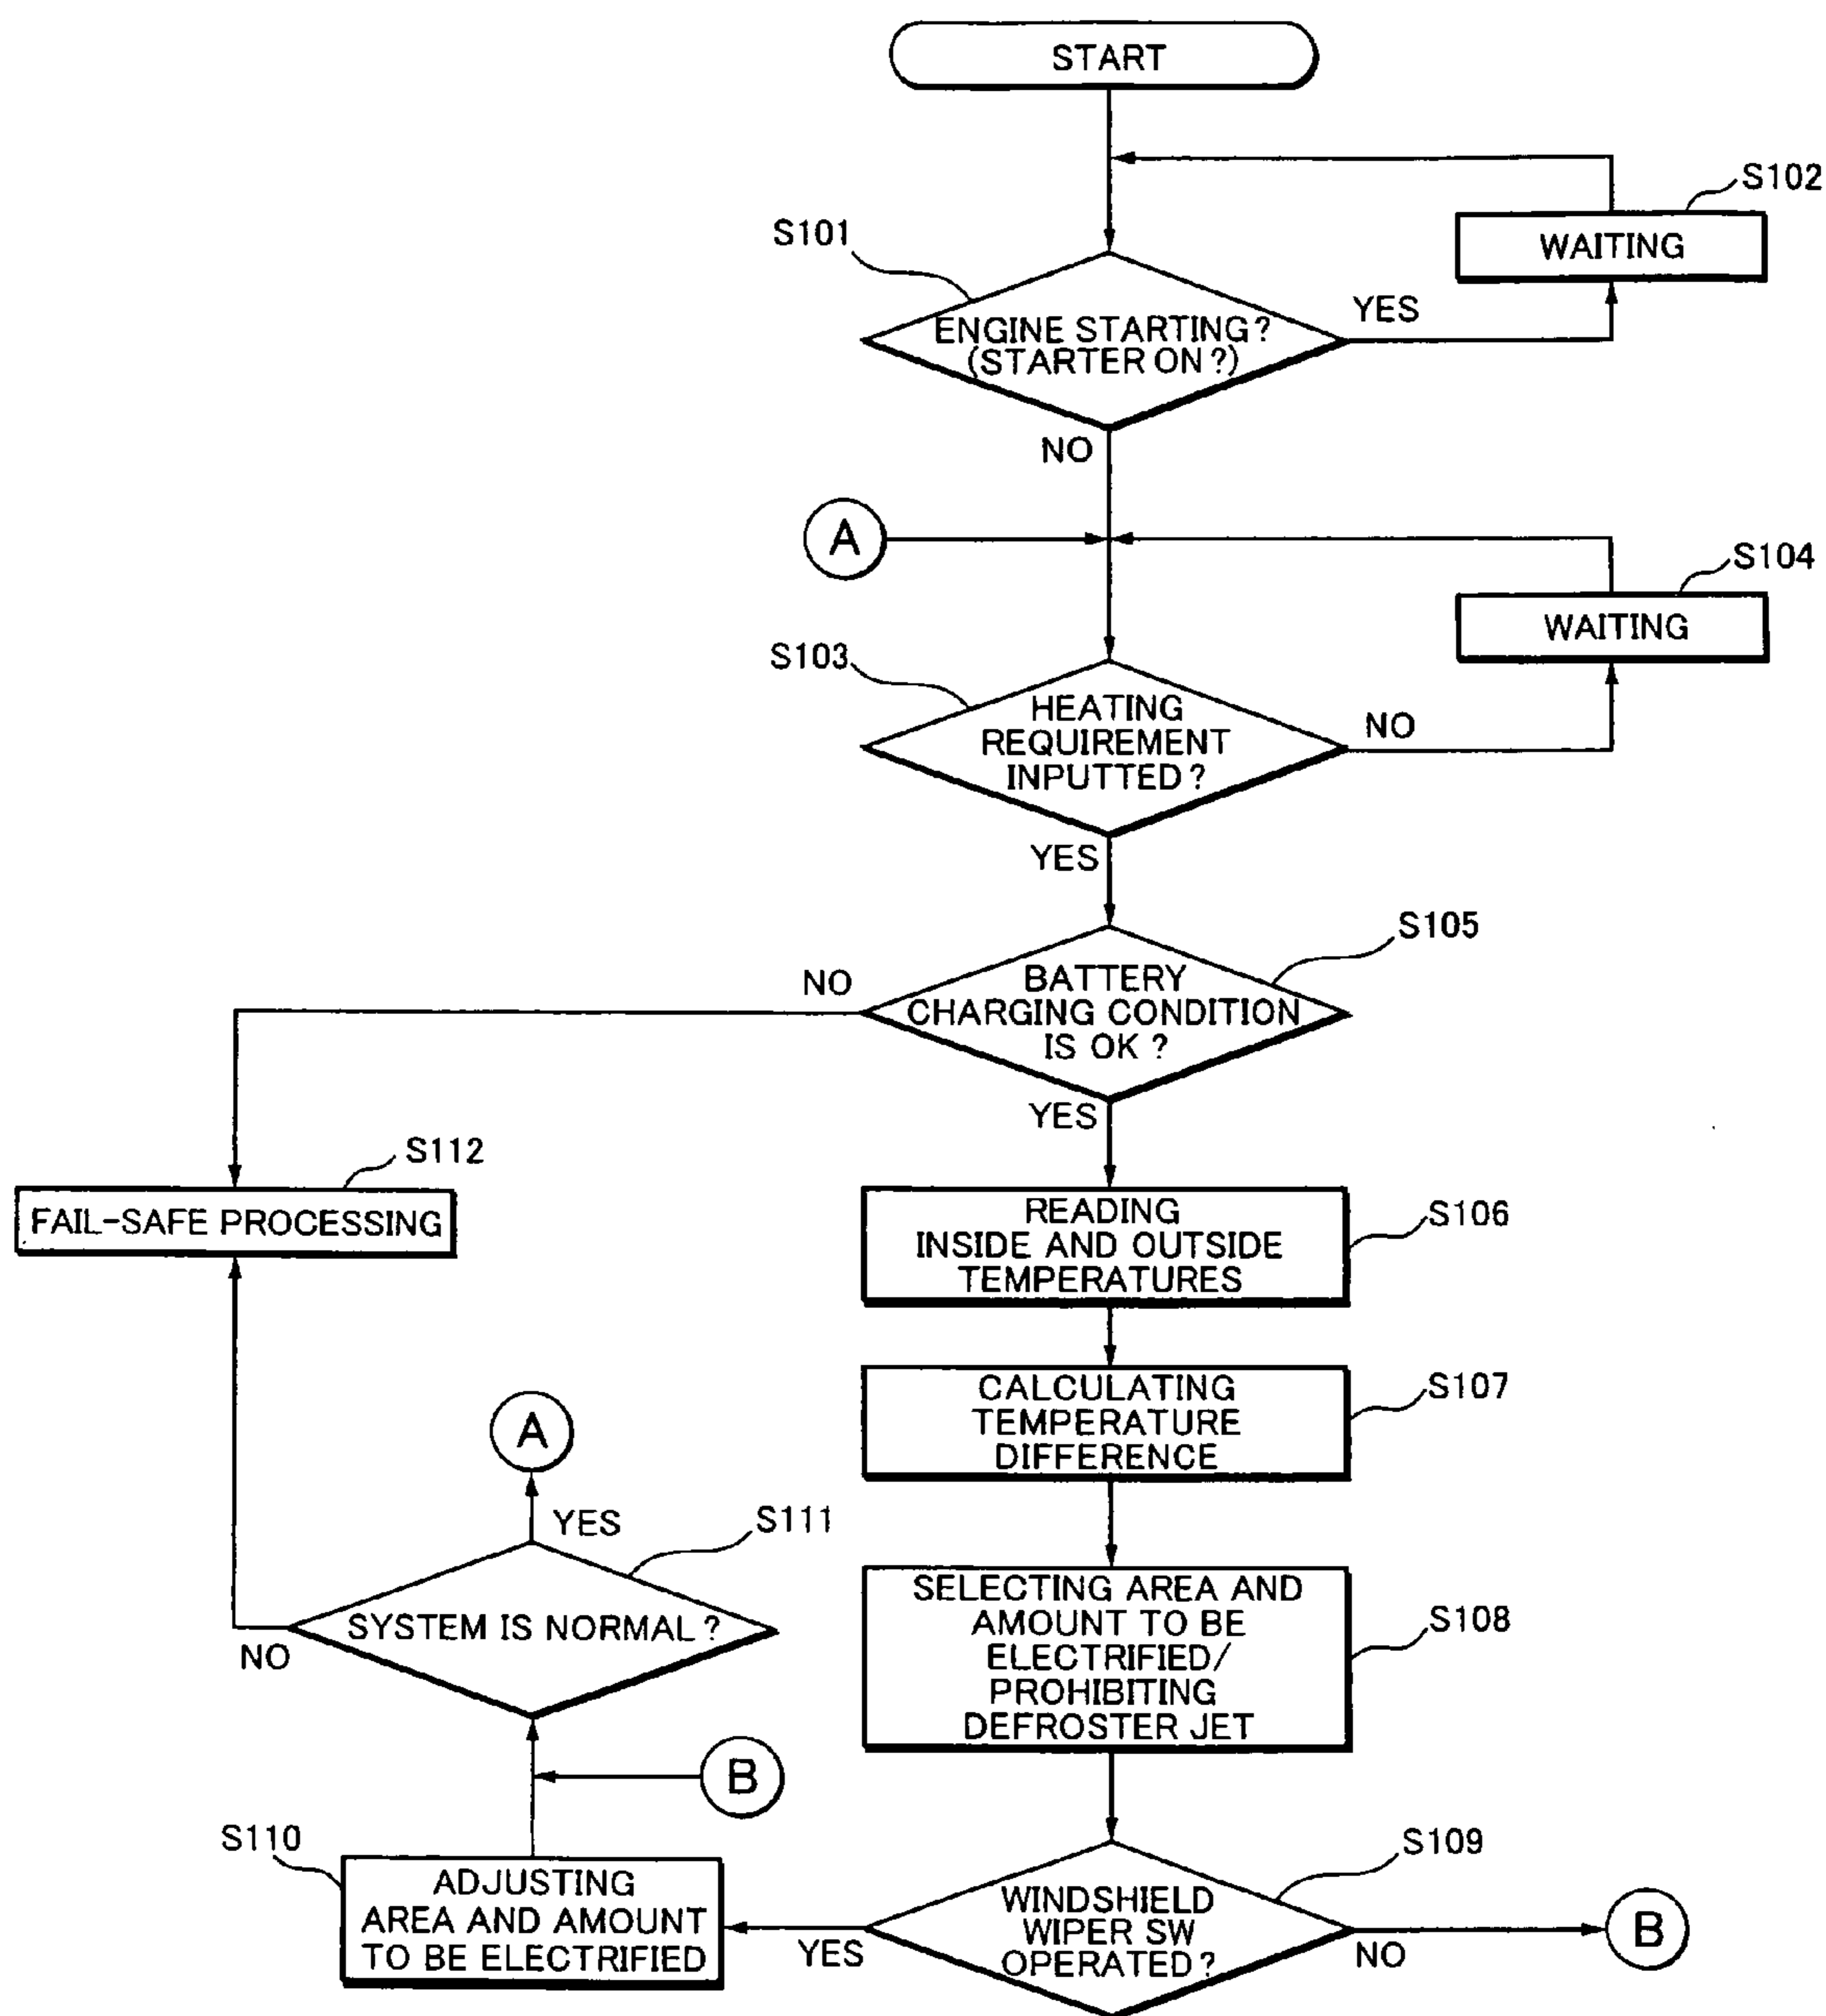 START
S102
WAITING
S101
ENGINE STARTING?
(STARTER ON?)
YES
NO
A
S104
WAITING
S103
HEATING
REQUIREMENT
INPUTTED?
NO
YES
S105
BATTERY
CHARGING CONDITION
IS OK?
NO
YES
S112
FAIL-SAFE PROCESSING
READING
INSIDE AND OUTSIDE
TEMPERATURES
S106
CALCULATING
TEMPERATURE
DIFFERENCE
S107
A
YES
S111
SYSTEM IS NORMAL?
NO
SELECTING AREA AND
AMOUNT TO BE
ELECTRIFIED/
PROHIBITING
DEFROSTER JET
S108
B
S110
ADJUSTING
AREA AND AMOUNT
TO BE ELECTRIFIED
S109
WINDSHIELD
WIPER SW
OPERATED?
YES
NO
B